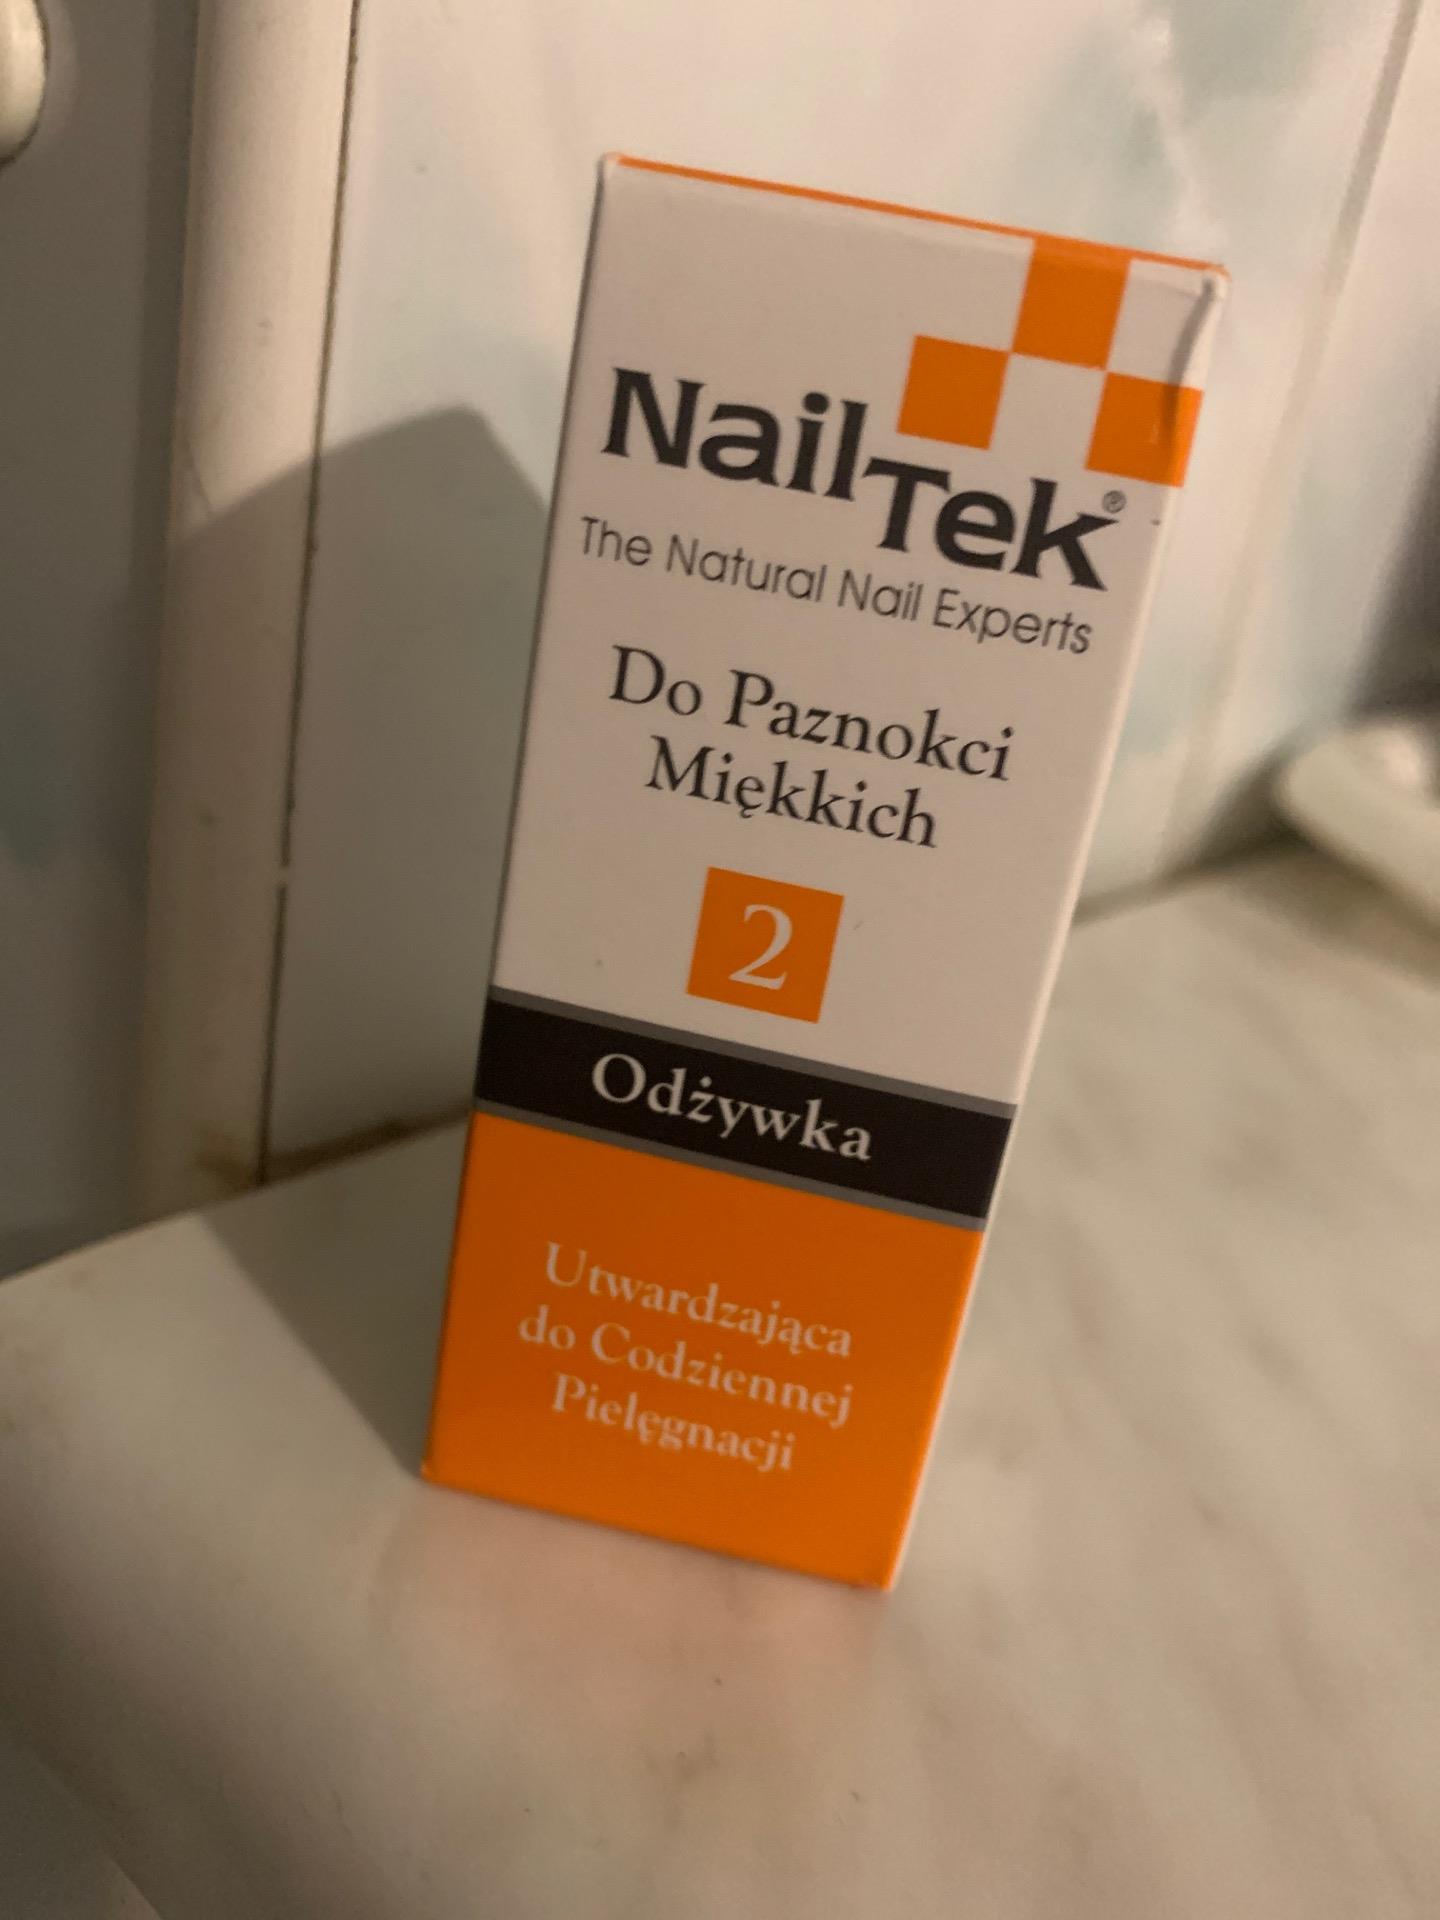 NailTek®
The Natural Nail Experts
Do Paznokci
Miękkich
2
Odżywka
Utwardzająca
do Codziennej
Pielęgnacji